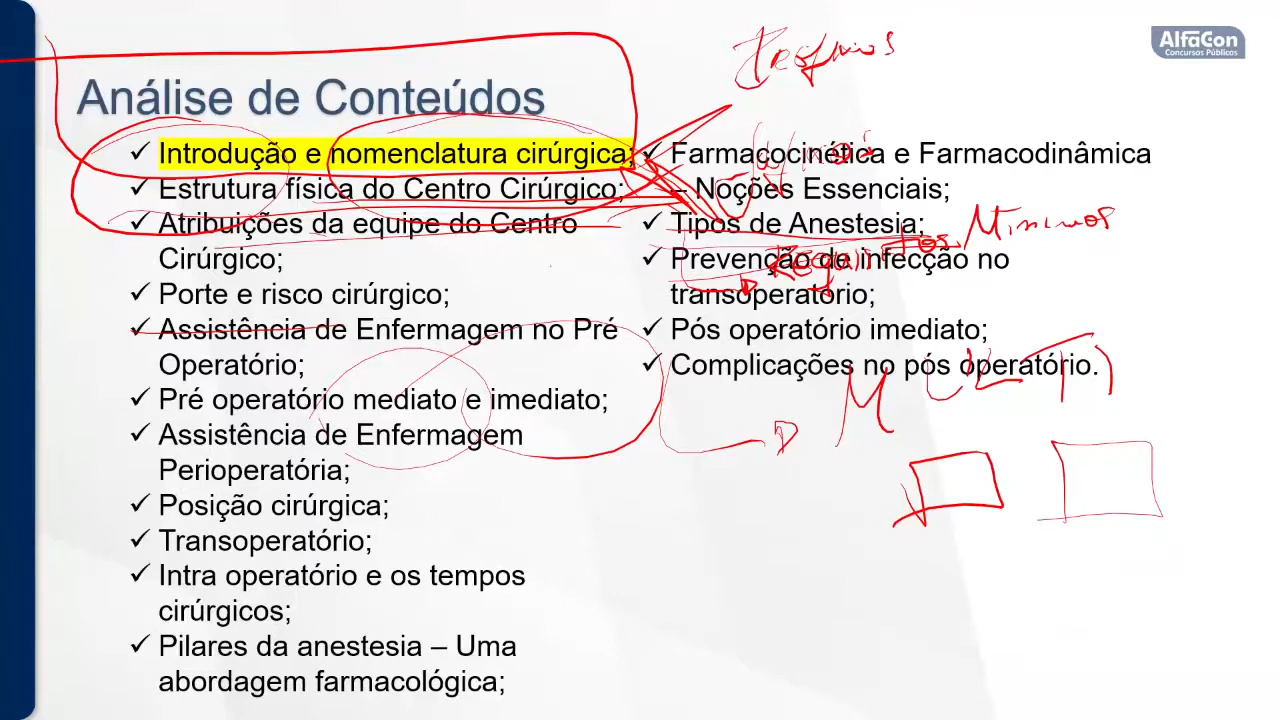 AlfaCon
Concursos Públicos
Análise de Conteúdos
✓ Introdução e nomenclatura cirúrgica;
✓ Estrutura física do Centro Cirúrgico;
✓ Atribuições da equipe do Centro
Cirúrgico;
✓ Porte e risco cirúrgico;
✓ Assistência de Enfermagem no Pré
Operatório;
✓ Pré operatório mediato e imediato;
✓ Assistência de Enfermagem
Perioperatória;
✓ Posição cirúrgica;
✓ Transoperatório;
✓ Intra operatório e os tempos
cirúrgicos;
✓ Pilares da anestesia – Uma
abordagem farmacológica;
✓ Farmacocinética e Farmacodinâmica
– Noções Essenciais;
✓ Tipos de Anestesia;
✓ Prevenção de infecção no
transoperatório;
✓ Pós operatório imediato;
✓ Complicações no pós operatório.
Mínimos
MULTI